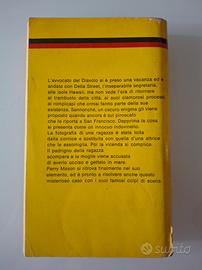 L'avvocato del Diavolo si è preso una vacanza ed è
andato con Della Street, l'inseparabile segretaria,
alle isole Hawaii, ma non vede l'ora di ritornare
al trambusto della città, ai suoi clamorosi processi,
ai rompicapi che ormai fanno parte della sua
esistenza. Sennonché, un oscuro enigma gli viene
proposto quando ancora è sul piroscafo
che lo riporta a San Francisco. Dapprima la cosa
si presenta come un innocuo indovinello.
La fotografia di una ragazza è stata tolta
dalla cornice e sostituita con quella d'una attrice
che le assomiglia. Poi la vicenda si complica.
Il padrigno della ragazza
scompare e la moglie viene accusata
di averlo ucciso e gettato in mare.
Perry Mason si ritrova finalmente nel suo
elemento, ed è pronto a risolvere anche questo
misterioso caso con i suoi famosi colpi di scena.
subito.it